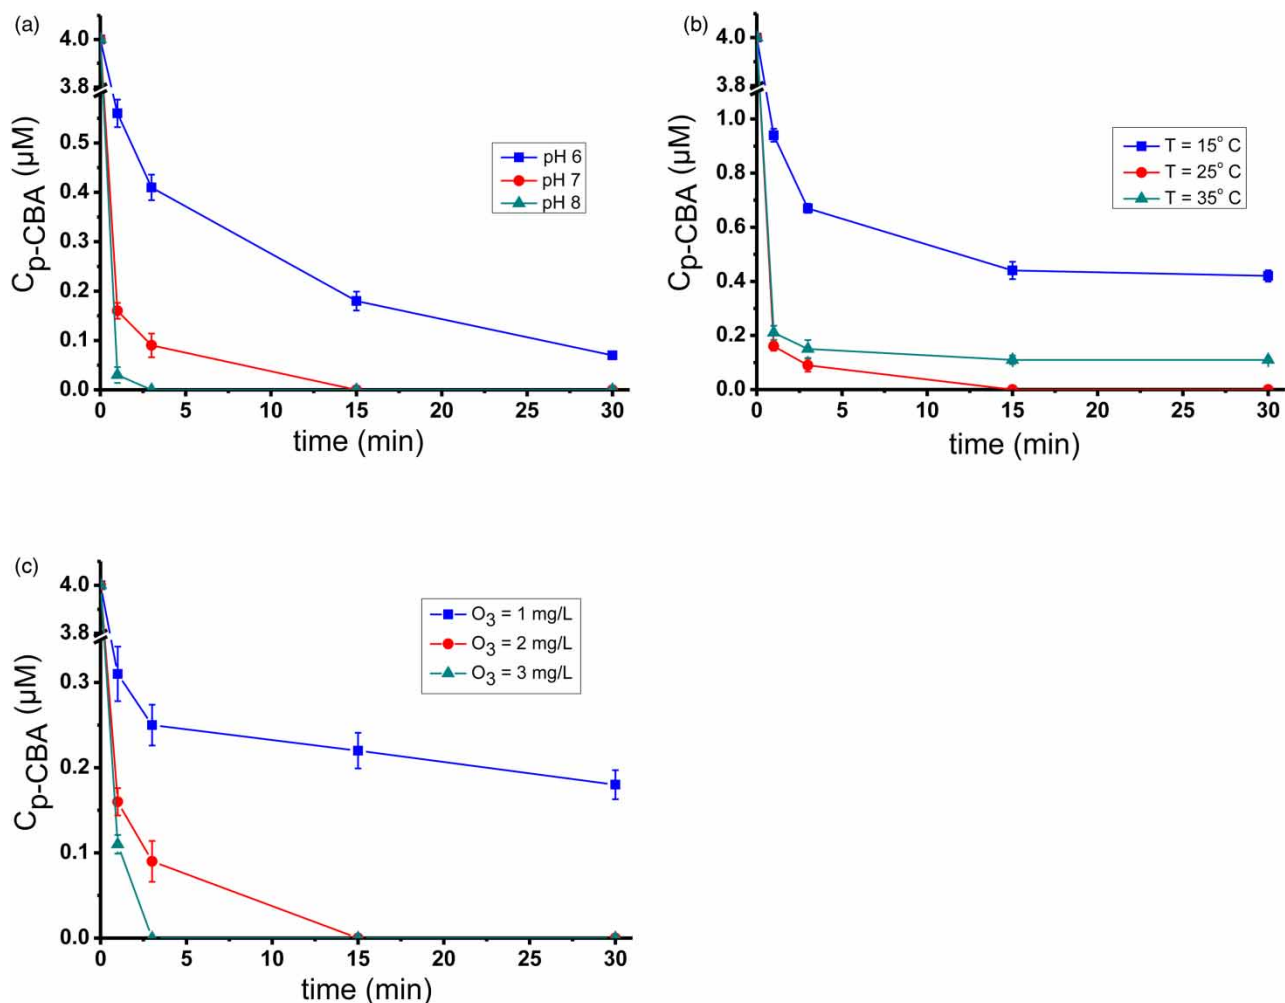 (a)
4.0
3.8
0.5
0.4
0.3
0.2
0.1
0.0
Cp-CBA (µM)
pH 6
pH 7
pH 8
0 5 10 15 20 25 30
time (min)
(b)
4.0
3.8
1.0
0.8
0.6
0.4
0.2
0.0
Cp-CBA (µM)
T = 15° C
T = 25° C
T = 35° C
0 5 10 15 20 25 30
time (min)
(c)
4.0
3.8
0.3
0.2
0.1
0.0
Cp-CBA (µM)
O3 = 1 mg/L
O3 = 2 mg/L
O3 = 3 mg/L
0 5 10 15 20 25 30
time (min)